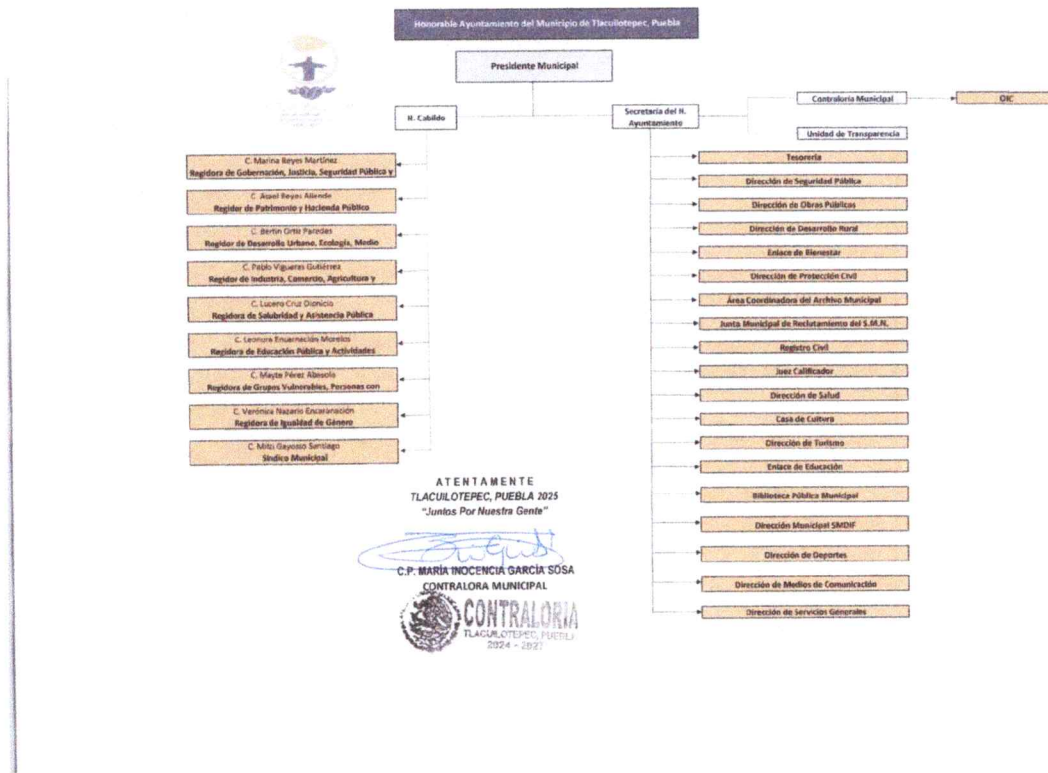 Honorable Ayuntamiento del Municipio de Tlacuilotepec, Puebla
Presidente Municipal
H. Cabildo
Secretaría del H.
Ayuntamiento
Contraloría Municipal
OIC
Unidad de Transparencia
C. Marina Reyes Martínez
Regidora de Gobernación, Justicia, Seguridad Pública y
Reyes Allende
Regidor de Patrimonio y Hacienda Público
C. Bertin Ortiz Paredes
Regidor de Desarrollo Urbano, Ecología, Medio
C. Pablo Vigueras Gutiérrez
Regidor de Industria, Comercio, Agricultura y
C. Lucero Cruz Dionicio
Regidora de Salubridad y Asistencia Pública
C. Leonora Encarnación Morelos
Regidora de Educación Pública y Actividades
C. Mayte Pérez Abasolo
Regidora de Grupos Vulnerables, Personas con
C. Verónica Nazario Encarnación
Regidora de Igualdad de Género
C. Gayosso Santiago
Síndico Municipal
Tesorería
Dirección de Seguridad Pública
Dirección de Obras Públicas
Dirección de Desarrollo Rural
Enlace de Bienestar
Dirección de Protección Civil
Área Coordinadora del Archivo Municipal
Junta Municipal de Reclutamiento del S.M.N.
Registro Civil
Juez Calificador
Dirección de Salud
Casa de Cultura
Dirección de Turismo
Enlace de Educación
Biblioteca Pública Municipal
Dirección Municipal SMDIF
Dirección de Deportes
Dirección de Medios de Comunicación
Dirección de Servicios Generales
ATENTAMENTE
TLACUILOTEPEC, PUEBLA 2025
"Juntos Por Nuestra Gente"
C.P. MARÍA INOCENCIA GARCÍA SOSA
CONTRALORA MUNICIPAL
CONTRALORIA
TLACUILOTEPEC, PUEBLA
2024 - 2027